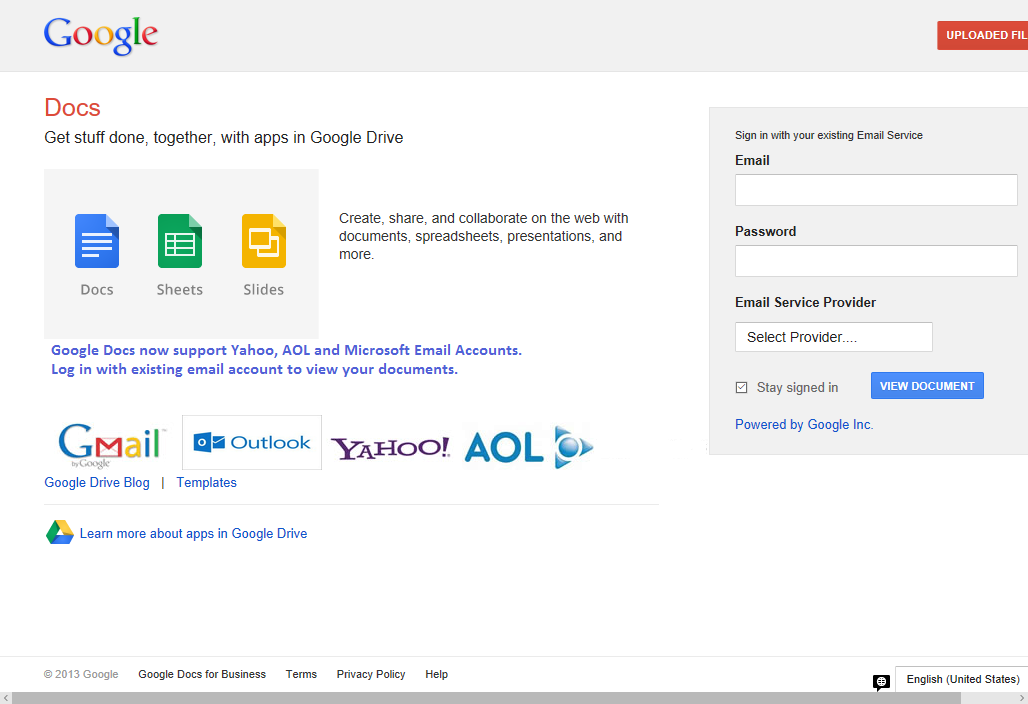 Google
UPLOADED FIL
Docs
Get stuff done, together, with apps in Google Drive
Docs
Sheets
Slides
Create, share, and collaborate on the web with
documents, spreadsheets, presentations, and
more.
Google Docs now support Yahoo, AOL and Microsoft Email Accounts.
Log in with existing email account to view your documents.
Gmail™
by Google
Outlook
YAHOO!
AOL
Google Drive Blog | Templates
Learn more about apps in Google Drive
Sign in with your existing Email Service
Email
Password
Email Service Provider
Select Provider....
Stay signed in
VIEW DOCUMENT
Powered by Google Inc.
© 2013 Google Google Docs for Business Terms Privacy Policy Help
English (United States)